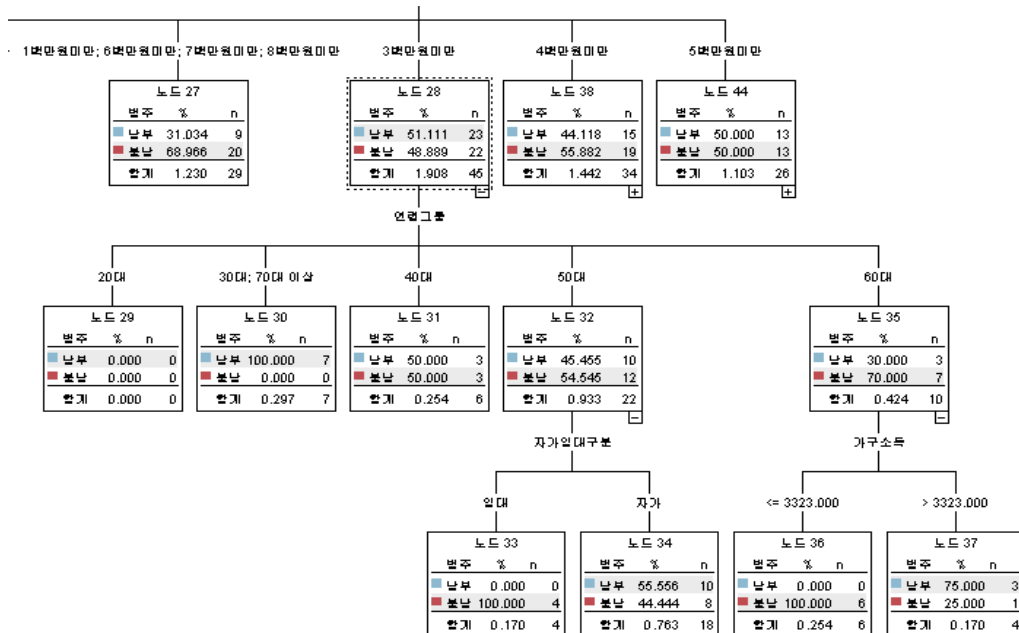 1백만원미만; 6백만원미만; 7백만원미만; 8백만원미만
3백만원미만
4백만원미만
5백만원미만
노드 27
범주 % n
납부 31.034 9
불납 68.966 20
합계 1.230 29
노드 28
범주 % n
납부 51.111 23
불납 48.889 22
합계 1.908 45
노드 38
범주 % n
납부 44.118 15
불납 55.882 19
합계 1.442 34
노드 44
범주 % n
납부 50.000 13
불납 50.000 13
합계 1.103 26
연령그룹
20대
30대; 70대 이상
40대
50대
60대
노드 29
범주 % n
납부 0.000 0
불납 0.000 0
합계 0.000 0
노드 30
범주 % n
납부 100.000 7
불납 0.000 0
합계 0.297 7
노드 31
범주 % n
납부 50.000 3
불납 50.000 3
합계 0.254 6
노드 32
범주 % n
납부 45.455 10
불납 54.545 12
합계 0.933 22
노드 35
범주 % n
납부 30.000 3
불납 70.000 7
합계 0.424 10
자가임대구분
가구소득
임대
자가
<= 3323.000
> 3323.000
노드 33
범주 % n
납부 0.000 0
불납 100.000 4
합계 0.170 4
노드 34
범주 % n
납부 55.556 10
불납 44.444 8
합계 0.763 18
노드 36
범주 % n
납부 0.000 0
불납 100.000 6
합계 0.254 6
노드 37
범주 % n
납부 75.000 3
불납 25.000 1
합계 0.170 4